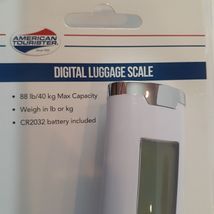 AMERICAN
TOURISTER
DIGITAL LUGGAGE SCALE
• 88 lb/40 kg Max Capacity
• Weigh in lb or kg
• CR2032 battery included